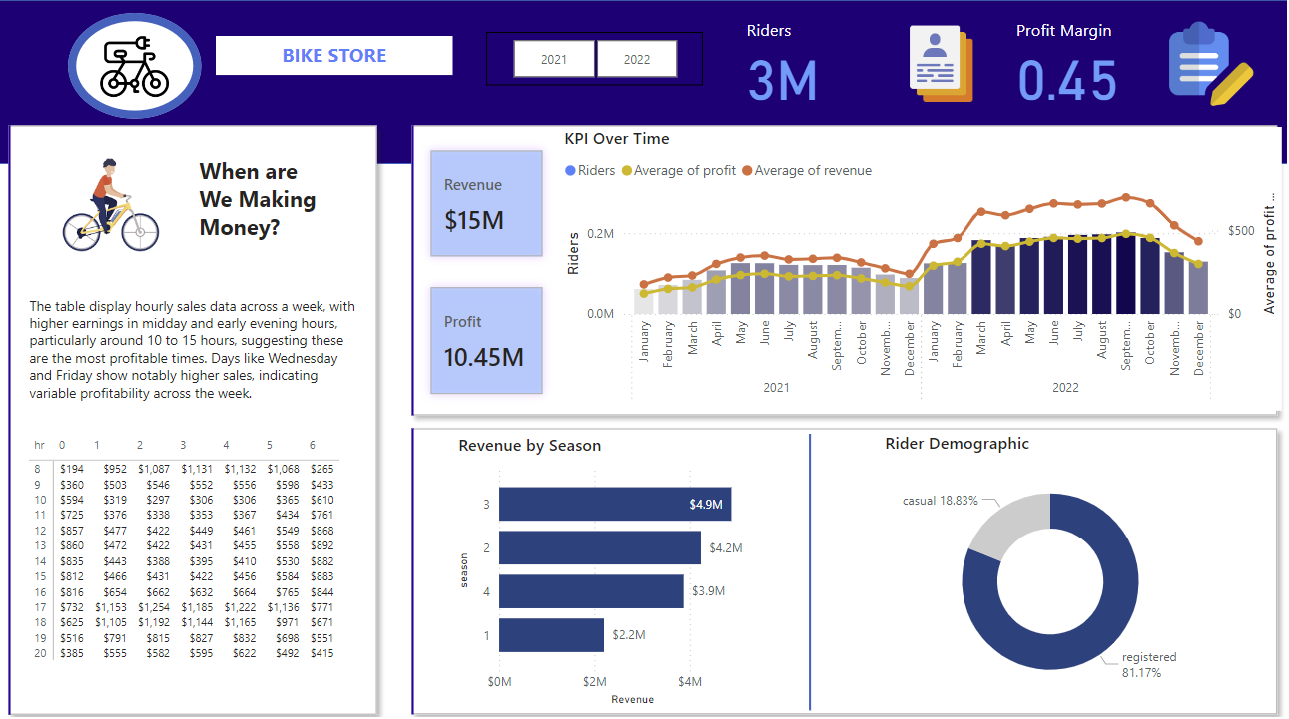 BIKE STORE
2021
2022
Riders
3M
Profit Margin
0.45
When are
We Making
Money?
The table display hourly sales data across a week, with
higher earnings in midday and early evening hours,
particularly around 10 to 15 hours, suggesting these
are the most profitable times. Days like Wednesday
and Friday show notably higher sales, indicating
variable profitability across the week.
hr 0 1 2 3 4 5 6
8 $194 $952 $1,087 $1,131 $1,132 $1,068 $265
9 $360 $503 $546 $552 $556 $598 $433
10 $594 $319 $297 $306 $306 $365 $610
11 $725 $376 $338 $353 $367 $434 $761
12 $857 $477 $422 $449 $461 $549 $868
13 $860 $472 $422 $431 $455 $558 $892
14 $835 $443 $388 $395 $410 $530 $882
15 $812 $466 $431 $422 $456 $584 $883
16 $816 $654 $662 $632 $664 $765 $844
17 $732 $1,153 $1,254 $1,185 $1,222 $1,136 $771
18 $625 $1,105 $1,192 $1,144 $1,165 $971 $671
19 $516 $791 $815 $827 $832 $698 $551
20 $385 $555 $582 $595 $622 $492 $415
Revenue
$15M
Profit
10.45M
KPI Over Time
Riders Average of profit Average of revenue
Riders
0.2M
0.0M
$500
$0
Average of profit ...
January
February
March
April
May
June
July
August
Septem...
October
Novemb...
December
January
February
March
April
May
June
July
August
Septem...
October
Novemb...
December
2021
2022
Revenue by Season
season
3 $4.9M
2 $4.2M
4 $3.9M
1 $2.2M
$0M $2M $4M
Revenue
Rider Demographic
casual 18.83%
registered
81.17%